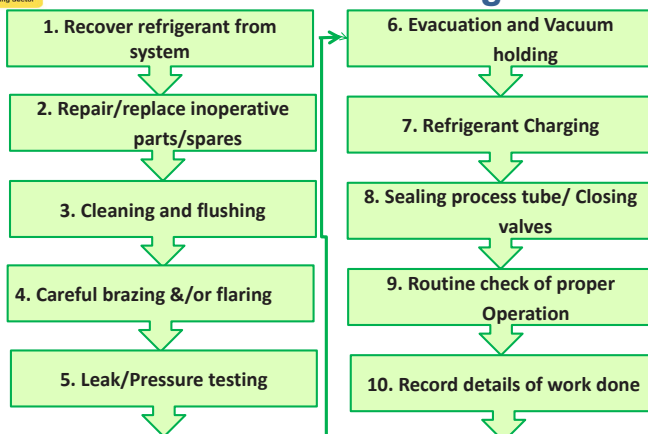 1. Recover refrigerant from
system
2. Repair/replace inoperative
parts/spares
3. Cleaning and flushing
4. Careful brazing &/or flaring
5. Leak/Pressure testing
6. Evacuation and Vacuum
holding
7. Refrigerant Charging
8. Sealing process tube/ Closing
valves
9. Routine check of proper
Operation
10. Record details of work done